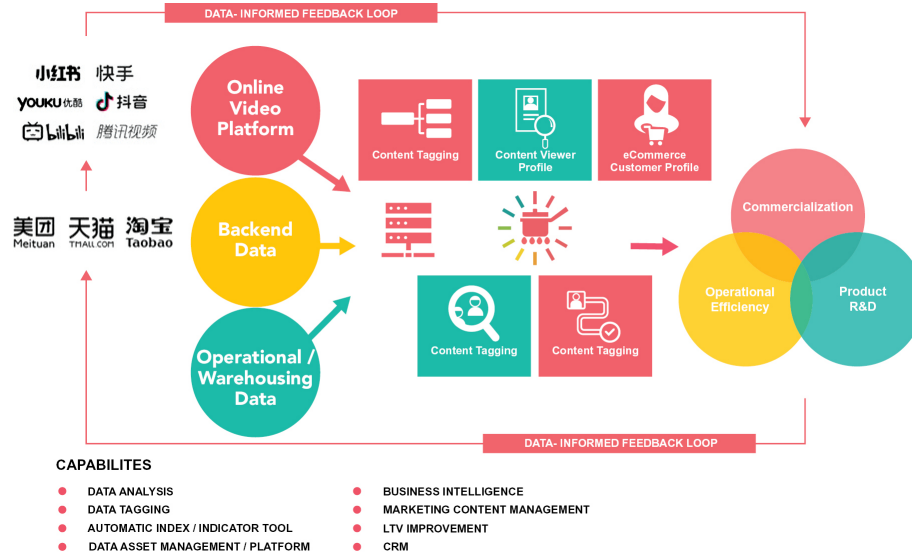 DATA- INFORMED FEEDBACK LOOP
小红书 快手
YOUKU优酷 抖音
bilibili 腾讯视频
Online
Video
Platform
Content Tagging
Content Viewer
Profile
eCommerce
Customer Profile
美团 天猫 淘宝
Meituan TMALL.COM Taobao
Backend
Data
Commercialization
Operational
Efficiency
Product
R&D
Operational /
Warehousing
Data
Content Tagging
Content Tagging
DATA- INFORMED FEEDBACK LOOP
CAPABILITES
DATA ANALYSIS
DATA TAGGING
AUTOMATIC INDEX / INDICATOR TOOL
DATA ASSET MANAGEMENT / PLATFORM
BUSINESS INTELLIGENCE
MARKETING CONTENT MANAGEMENT
LTV IMPROVEMENT
CRM